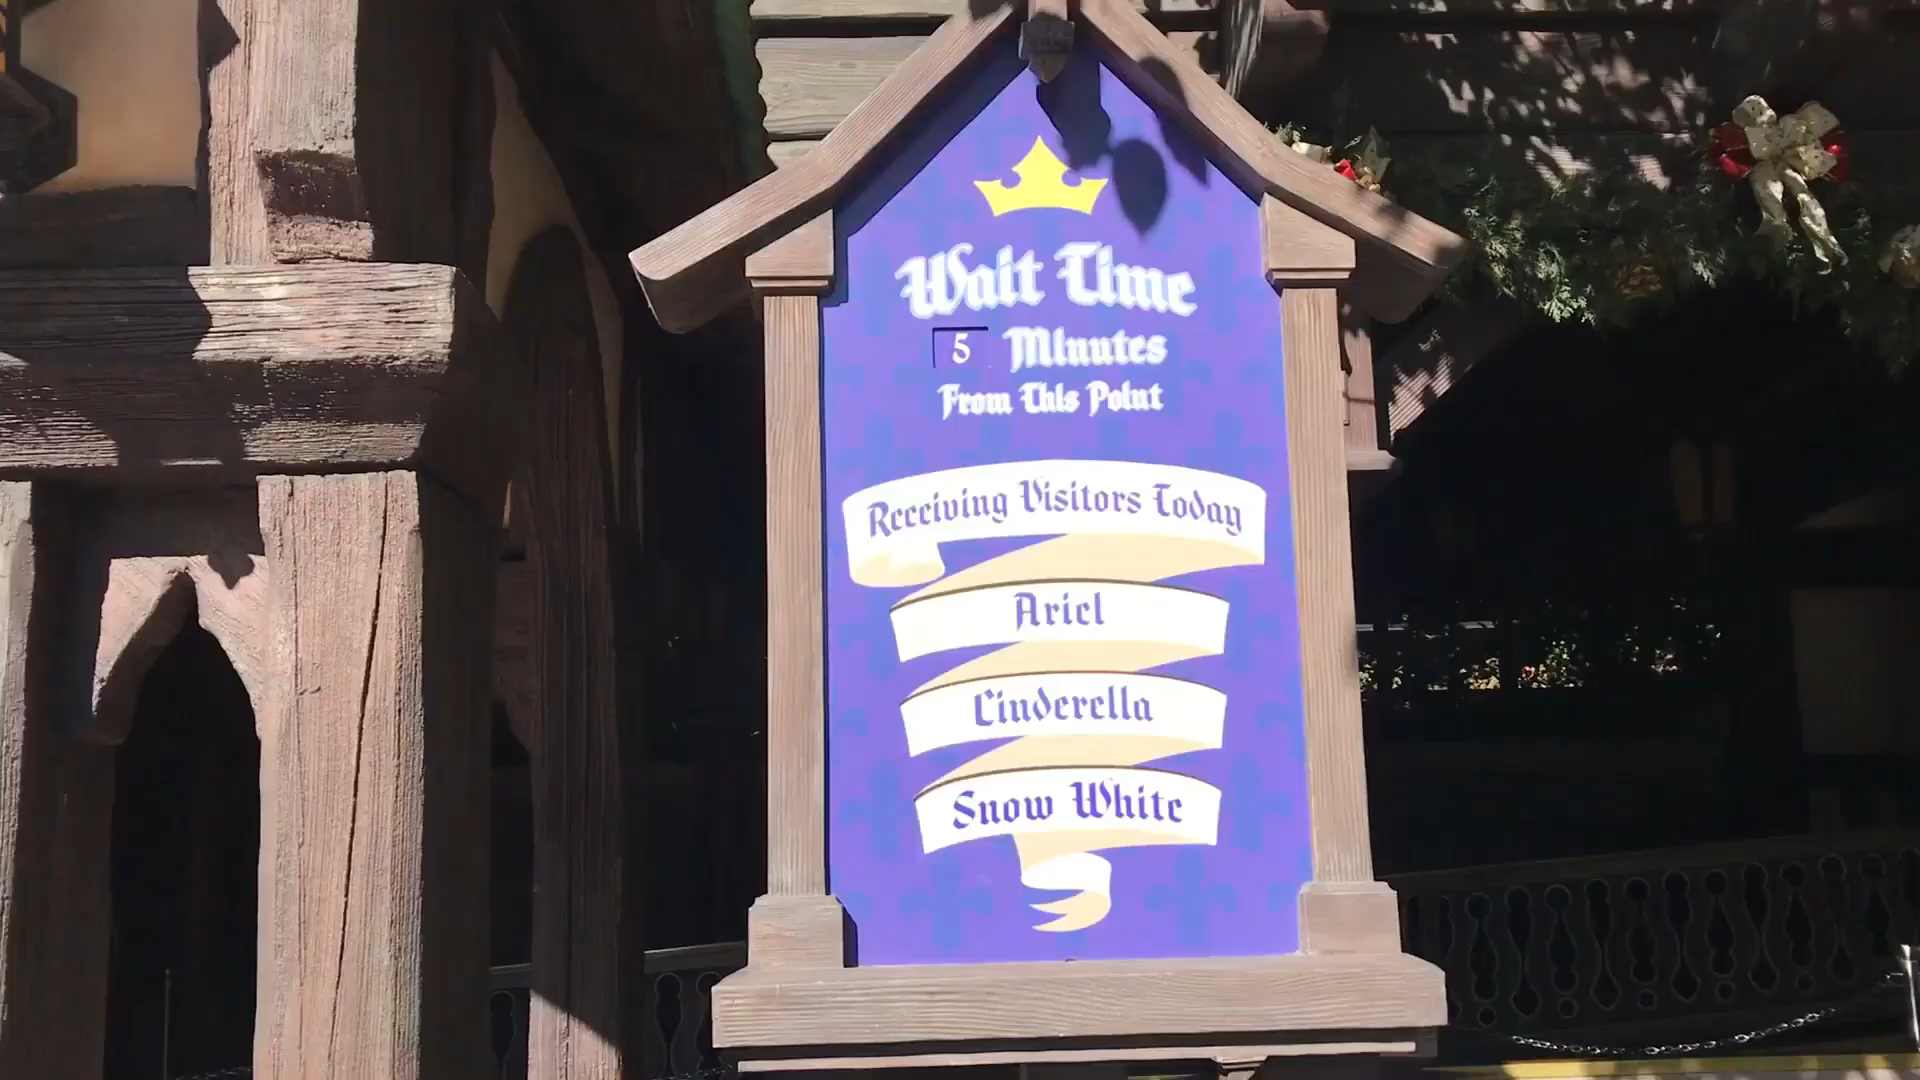 Wait Time
5 Minutes
From This Point
Receiving Visitors Today
Ariel
Cinderella
Snow White